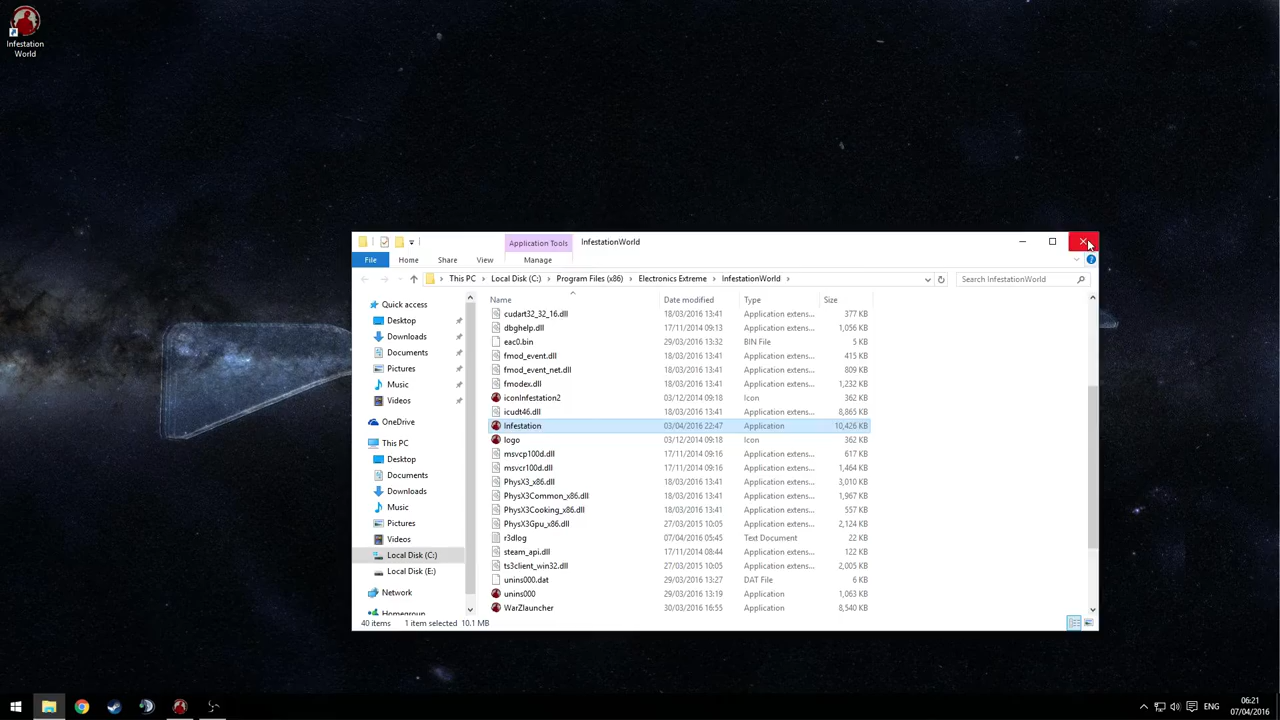 Infestation
World
Application Tools InfestationWorld
File Home Share View Manage
This PC Local Disk (C:) Program Files (x86) Electronics Extreme InfestationWorld Search InfestationWorld
Name Date modified Type Size
Quick access
Desktop
Downloads
Documents
Pictures
Music
Videos
OneDrive
This PC
Desktop
Documents
Downloads
Music
Pictures
Videos
Local Disk (C:)
Local Disk (E:)
Network
Homegroup
cudart32_32_16.dll 18/03/2016 13:41 Application extens... 377 KB
dbghelp.dll 17/11/2014 09:13 Application extens... 1,056 KB
eac0.bin 29/03/2016 13:32 BIN File 5 KB
fmod_event.dll 18/03/2016 13:41 Application extens... 415 KB
fmod_event_net.dll 18/03/2016 13:41 Application extens... 809 KB
fmodex.dll 18/03/2016 13:41 Application extens... 1,232 KB
iconInfestation2 03/12/2014 09:18 Icon 362 KB
icudt46.dll 18/03/2016 13:41 Application extens... 8,865 KB
Infestation 03/04/2016 22:47 Application 10,426 KB
logo 03/12/2014 09:18 Icon 362 KB
msvcp100d.dll 17/11/2014 09:16 Application extens... 617 KB
msvcr100d.dll 17/11/2014 09:16 Application extens... 1,464 KB
PhysX3_x86.dll 18/03/2016 13:41 Application extens... 3,010 KB
PhysX3Common_x86.dll 18/03/2016 13:41 Application extens... 1,967 KB
PhysX3Cooking_x86.dll 18/03/2016 13:41 Application extens... 557 KB
PhysX3Gpu_x86.dll 27/03/2015 10:05 Application extens... 2,124 KB
r3dlog 07/04/2016 05:45 Text Document 22 KB
steam_api.dll 17/11/2014 08:44 Application extens... 122 KB
ts3client_win32.dll 27/03/2015 10:05 Application extens... 2,005 KB
unins000.dat 29/03/2016 13:27 DAT File 6 KB
unins000 29/03/2016 13:19 Application 1,063 KB
WarZlauncher 30/03/2016 16:55 Application 8,540 KB
40 items 1 item selected 10.1 MB
ENG
06:21
07/04/2016